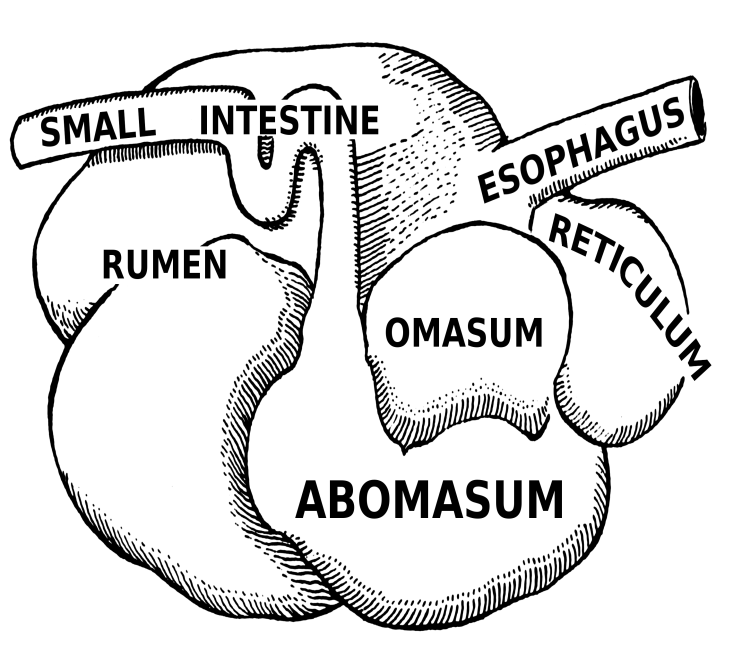 SMALL INTESTINE
ESOPHAGUS
RETICULUM
RUMEN
OMASUM
ABOMASUM